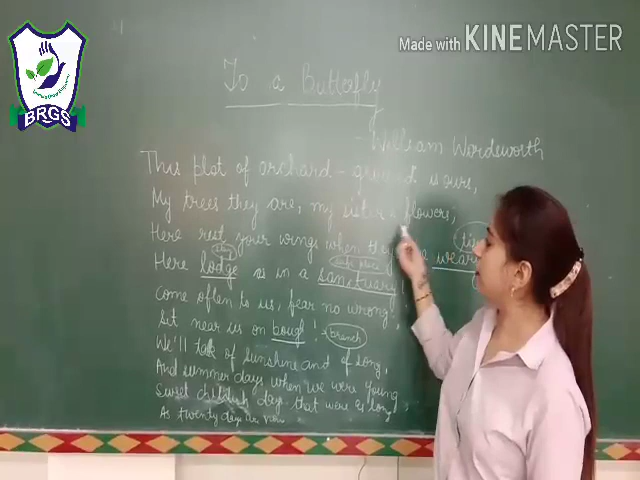 BRGS
Made with KINEMASTER
To a Butterfly
- William Wordsworth
This plot of orchard - ground is ours,
My trees they are, my sister's flowers,
tired
Here rest your wings when they are weary
stay
safe place
Here lodge as in a sanctuary!
Come often to us, fear no wrong,
Sit near us on bough! branch
We'll talk of sunshine and of song,
And summer days when we were young
Sweet childish days that were as long,
As twenty days are now